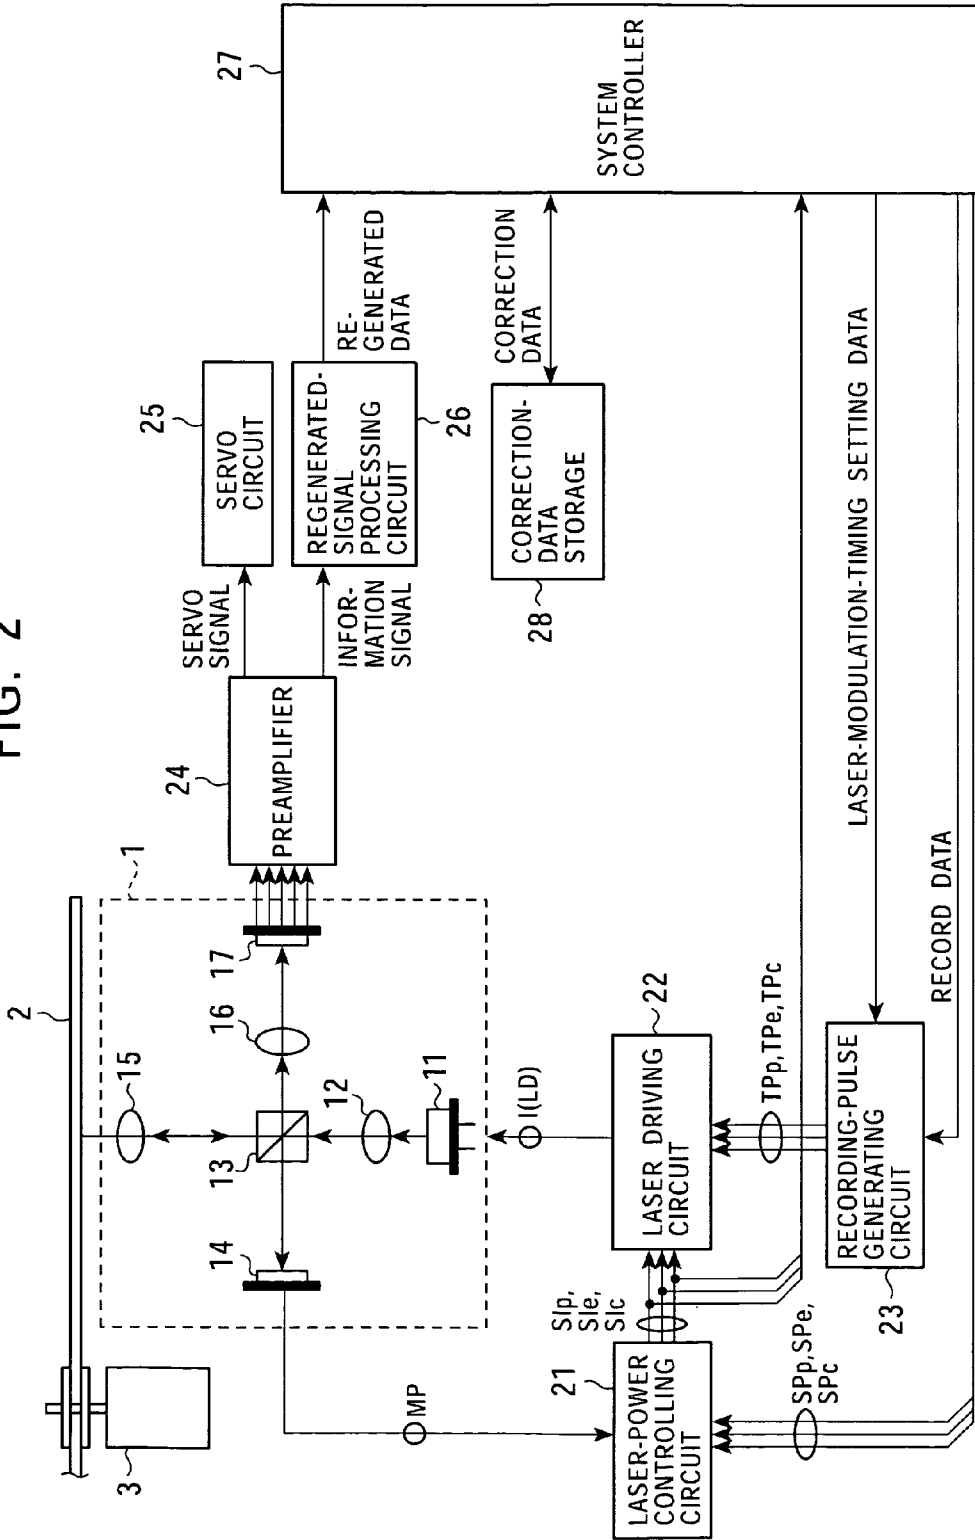 FIG. 2
2
3
1
15
16
17
14
13
12
11
24
PREAMPLIFIER
SERVO
SIGNAL
25
SERVO
CIRCUIT
INFOR-
MATION
SIGNAL
REGENERATED-
SIGNAL
PROCESSING
CIRCUIT
26
RE-
GENERATED
DATA
27
SYSTEM
CONTROLLER
CORRECTION
DATA
CORRECTION-
DATA
STORAGE
28
MP
I(LD)
21
LASER-POWER
CONTROLLING
CIRCUIT
SIp,
SIe,
SIc
22
LASER DRIVING
CIRCUIT
TPp,TPe,TPc
LASER-MODULATION-TIMING SETTING DATA
RECORDING-PULSE
GENERATING
CIRCUIT
23
RECORD DATA
SPp,SPe,
SPc